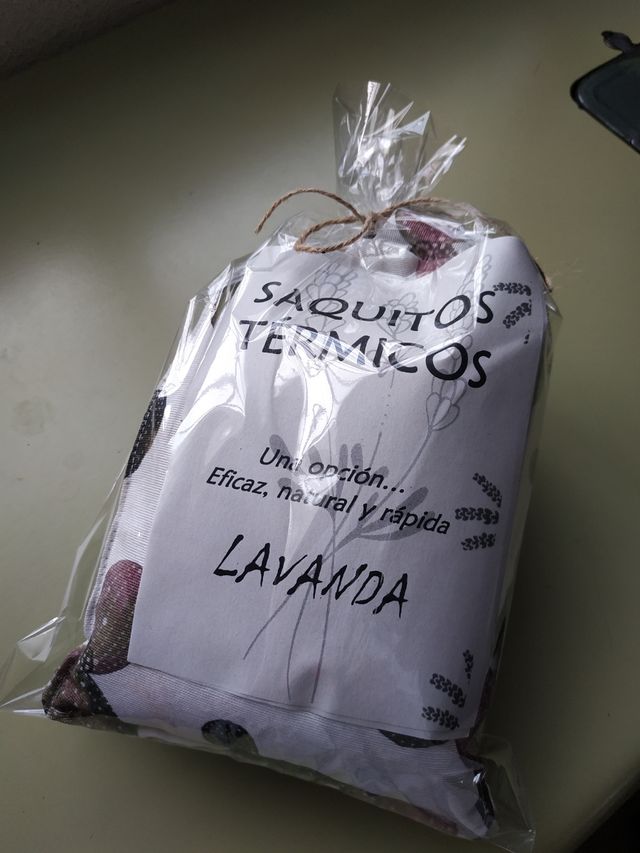 SAQUITOS
TÉRMICOS
Una opción...
Eficaz, natural y rápida
LAVANDA